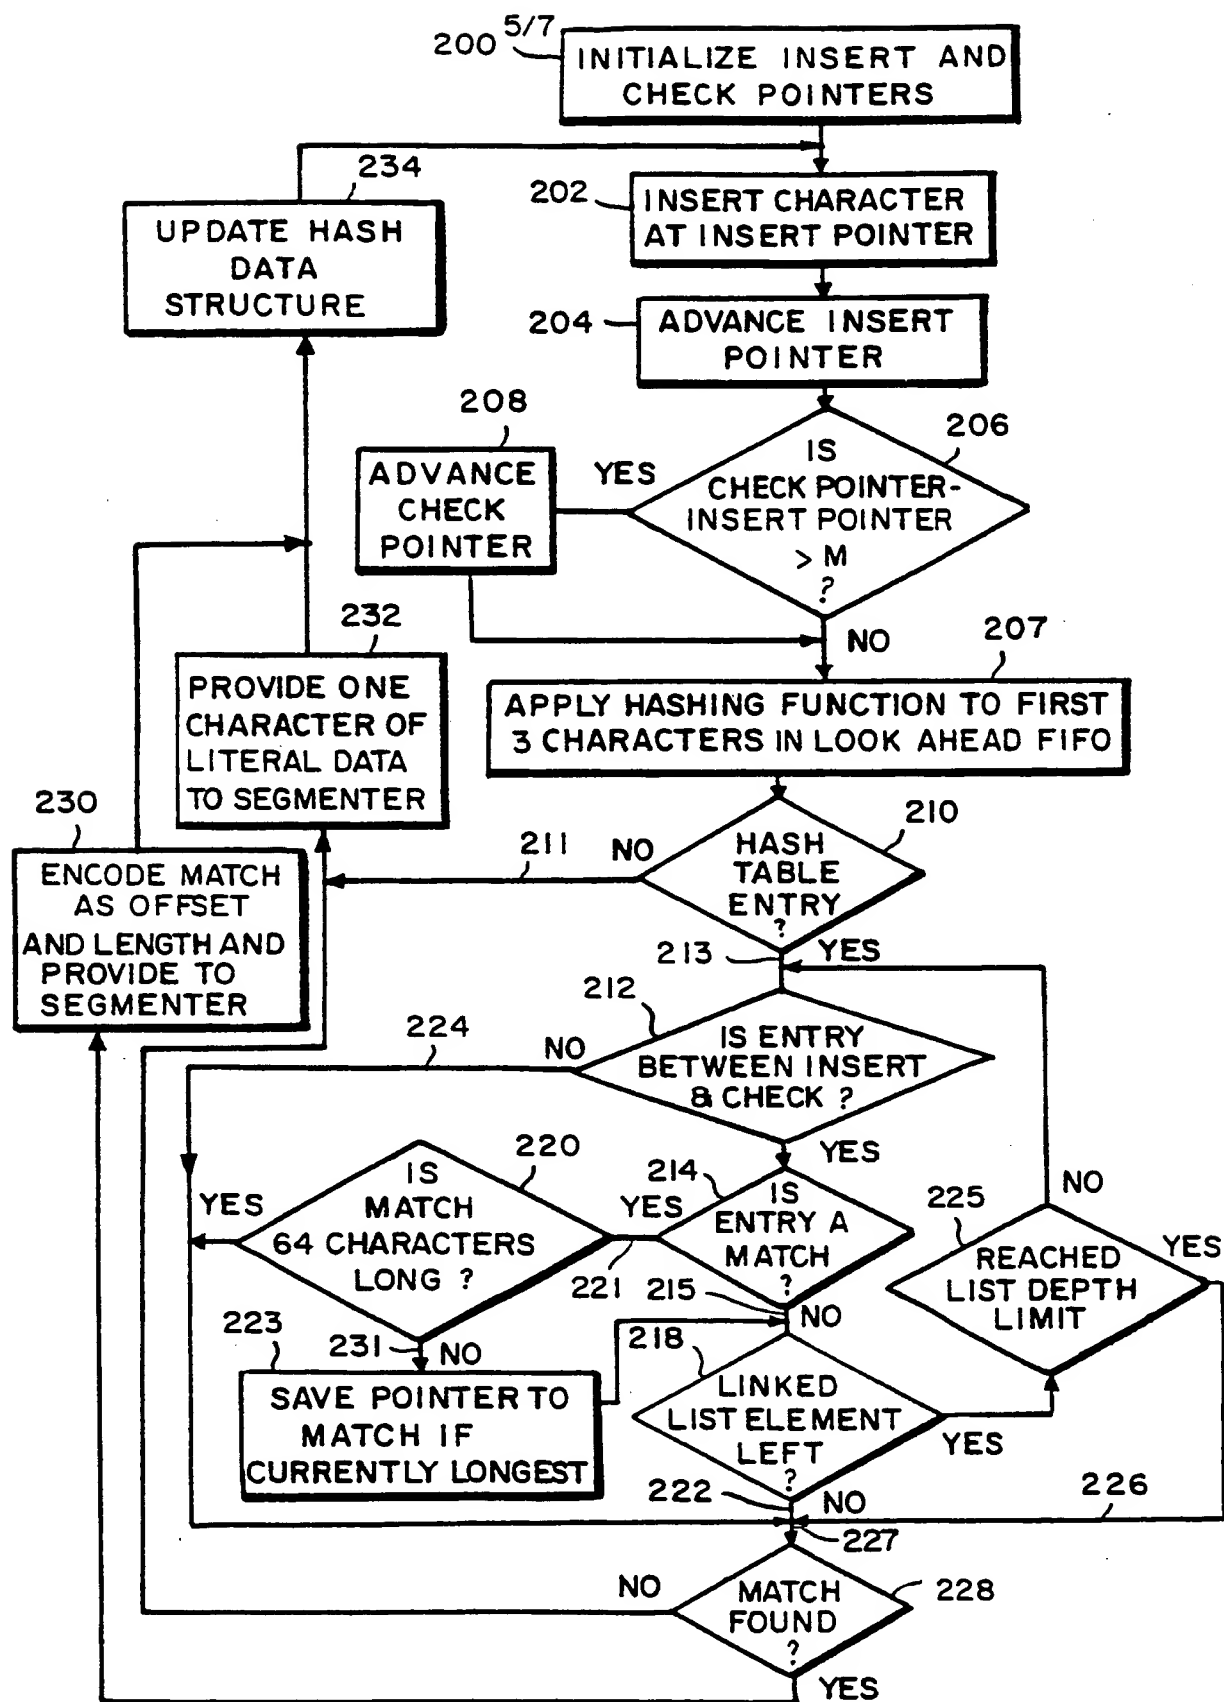 5/7
200
INITIALIZE INSERT AND
CHECK POINTERS
234
UPDATE HASH
DATA
STRUCTURE
202
INSERT CHARACTER
AT INSERT POINTER
204
ADVANCE INSERT
POINTER
208
ADVANCE
CHECK
POINTER
YES
206
IS
CHECK POINTER-
INSERT POINTER
> M
?
NO
207
APPLY HASHING FUNCTION TO FIRST
3 CHARACTERS IN LOOK AHEAD FIFO
232
PROVIDE ONE
CHARACTER OF
LITERAL DATA
TO SEGMENTER
230
ENCODE MATCH
AS OFFSET
AND LENGTH AND
PROVIDE TO
SEGMENTER
211
NO
210
HASH
TABLE
ENTRY
?
213
YES
212
224
NO
IS ENTRY
BETWEEN INSERT
& CHECK ?
YES
220
IS
MATCH
64 CHARACTERS
LONG ?
YES
214
YES
221
IS
ENTRY A
MATCH
?
215
NO
NO
225
REACHED
LIST DEPTH
LIMIT
YES
223
231
NO
SAVE POINTER TO
MATCH IF
CURRENTLY LONGEST
218
LINKED
LIST ELEMENT
LEFT
?
YES
222
NO
226
227
NO
MATCH
FOUND
?
228
YES